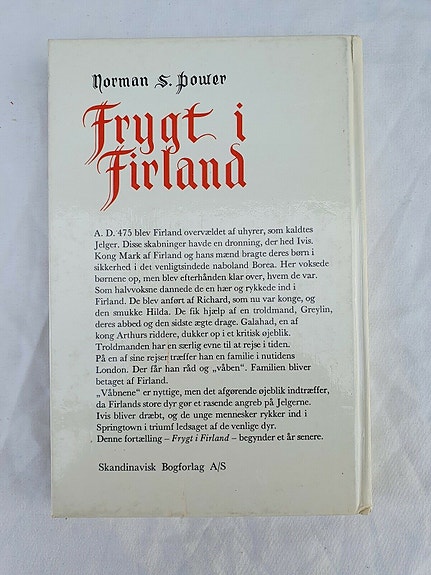 Norman S. Power
Frygt i
Firland
A. D. 475 blev Firland overvældet af uhyrer, som kaldtes
Jelger. Disse skabninger havde en dronning, der hed Ivis.
Kong Mark af Firland og hans mænd bragte deres børn i
sikkerhed i det venligtsindede naboland Borea. Her voksede
børnene op, men blev efterhånden klar over, hvem de var.
Som halvvoksne dannede de en hær og rykkede ind i
Firland. De blev anført af Richard, som nu var konge, og
den smukke Hilda. De fik hjælp af en troldmand, Greylin,
deres abbed og den sidste ægte drage. Galahad, en af
kong Arthurs riddere, dukker op i et kritisk øjeblik.
Troldmanden har en særlig evne til at rejse i tiden.
På en af sine rejser træffer han en familie i nutidens
London. Der får han råd og „våben“. Familien bliver
betaget af Firland.
„Våbnene“ er nyttige, men det afgørende øjeblik indtræffer,
da Firlands store dyr gør et rasende angreb på Jelgerne.
Ivis bliver dræbt, og de unge mennesker rykker ind i
Springtown i triumf ledsaget af de venlige dyr.
Denne fortælling – Frygt i Firland – begynder et år senere.
Skandinavisk Bogforlag A/S